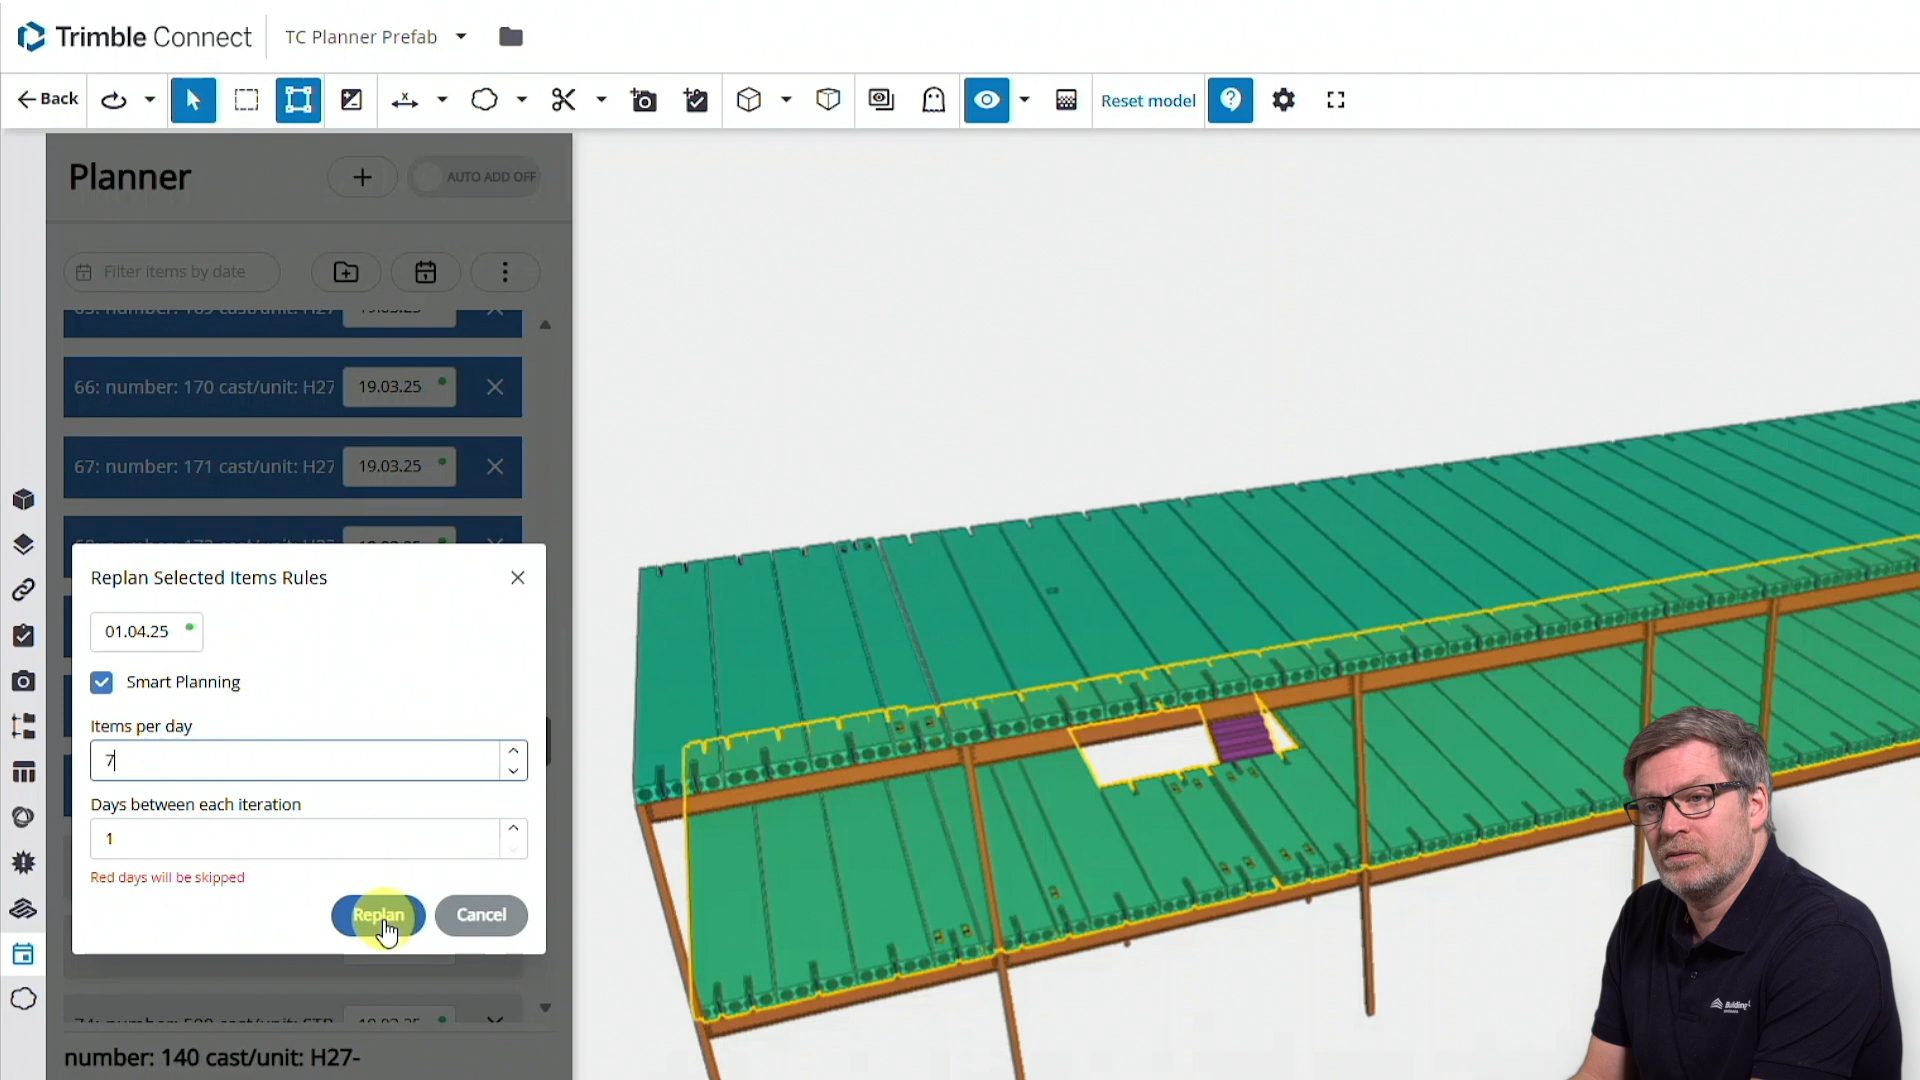 Trimble Connect
TC Planner Prefab
Back
Reset model
Planner
AUTO ADD OFF
Filter items by date
66: number: 170 cast/unit: H27
19.03.25
67: number: 171 cast/unit: H27
19.03.25
Replan Selected Items Rules
01.04.25
Smart Planning
Items per day
7
Days between each iteration
1
Red days will be skipped
Replan
Cancel
number: 140 cast/unit: H27-